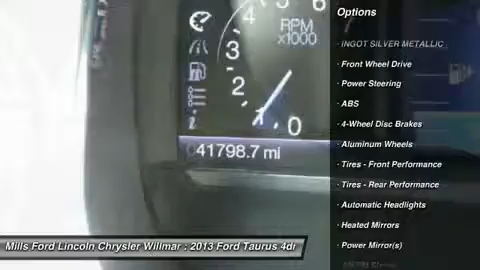 4
5
6
RPM
x1000
3
2
1
0
41798.7 mi
Options
· INGOT SILVER METALLIC
· Front Wheel Drive
· Power Steering
· ABS
· 4-Wheel Disc Brakes
· Aluminum Wheels
· Tires - Front Performance
· Tires - Rear Performance
· Automatic Headlights
· Heated Mirrors
· Power Mirror(s)
Mills Ford Lincoln Chrysler Willmar : 2013 Ford Taurus 4dr